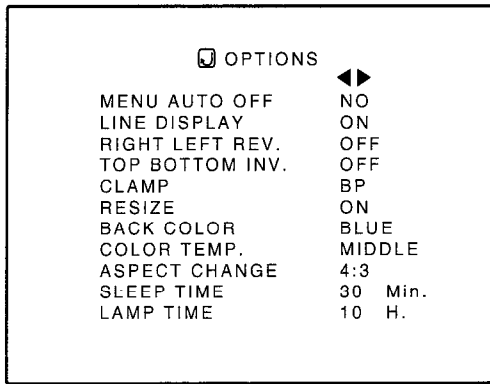 OPTIONS
MENU AUTO OFF NO
LINE DISPLAY ON
RIGHT LEFT REV. OFF
TOP BOTTOM INV. OFF
CLAMP BP
RESIZE ON
BACK COLOR BLUE
COLOR TEMP. MIDDLE
ASPECT CHANGE 4:3
SLEEP TIME 30 Min.
LAMP TIME 10 H.